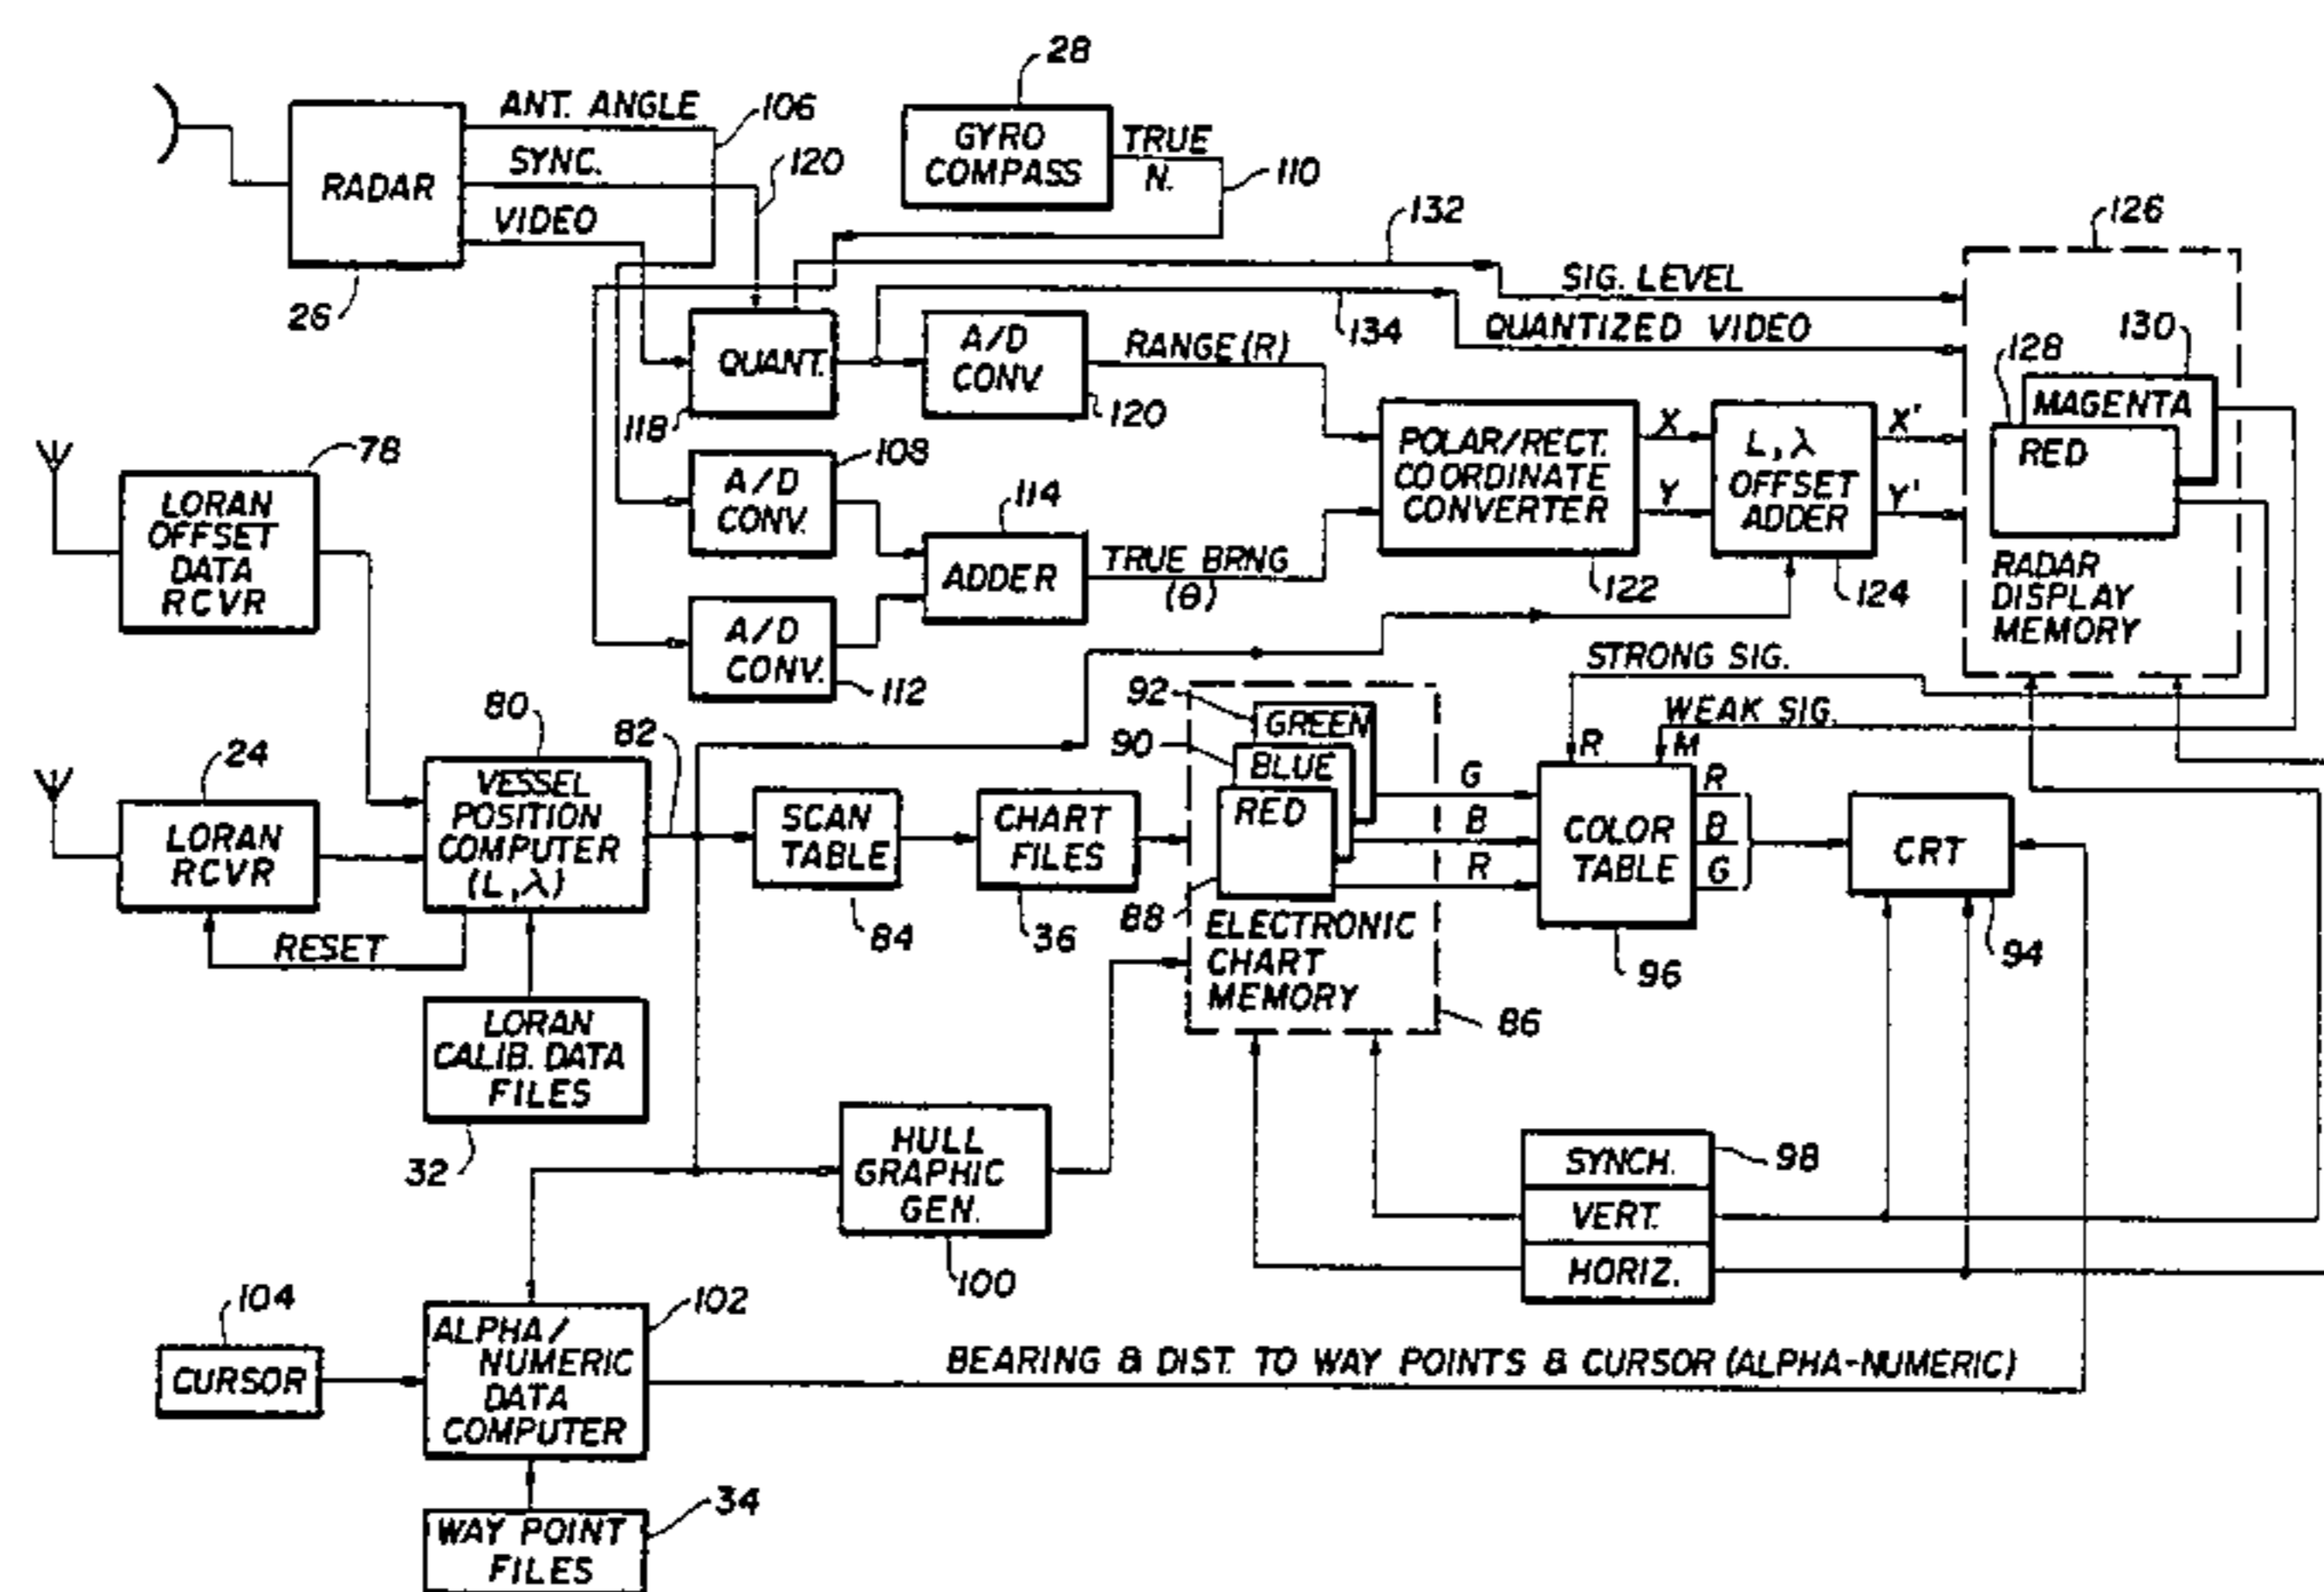 28
ANT. ANGLE
106
SYNC.
120
VIDEO
RADAR
26
GYRO
COMPASS
TRUE
N.
110
132
126
SIG. LEVEL
134
QUANTIZED VIDEO
130
128
MAGENTA
RED
RADAR
DISPLAY
MEMORY
QUANT.
118
A/D
CONV.
120
RANGE (R)
A/D
CONV.
108
114
ADDER
TRUE BRNG
(θ)
A/D
CONV.
112
POLAR/RECT.
COORDINATE
CONVERTER
122
X
Y
L, λ
OFFSET
ADDER
124
X'
Y'
78
LORAN
OFFSET
DATA
RCVR
24
LORAN
RCVR
RESET
80
VESSEL
POSITION
COMPUTER
(L, λ)
82
LORAN
CALIB. DATA
FILES
32
SCAN
TABLE
84
CHART
FILES
36
92
GREEN
90
BLUE
RED
88
ELECTRONIC
CHART
MEMORY
86
G
B
R
STRONG SIG.
WEAK SIG.
R
M
COLOR
TABLE
96
R
B
G
CRT
94
HULL
GRAPHIC
GEN.
100
SYNCH.
VERT.
HORIZ.
98
104
CURSOR
102
ALPHA/
NUMERIC
DATA
COMPUTER
BEARING & DIST. TO WAY POINTS & CURSOR (ALPHA-NUMERIC)
34
WAY POINT
FILES